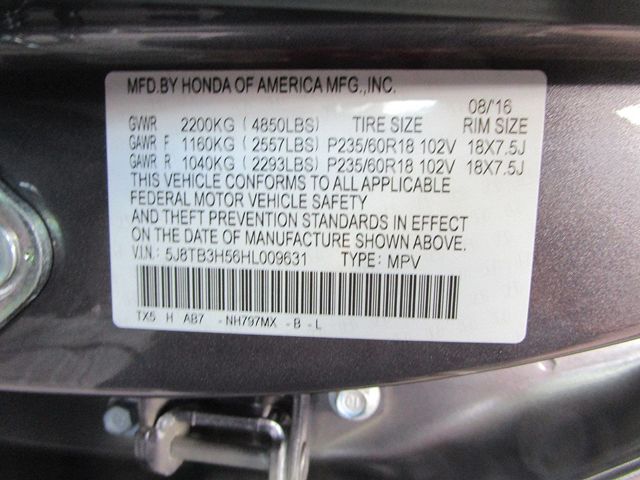 MFD.BY HONDA OF AMERICA MFG.,INC.
08/'16
GVWR 2200KG (4850LBS) TIRE SIZE RIM SIZE
GAWR F 1160KG (2557LBS) P235/60R18 102V 18X7.5J
GAWR R 1040KG (2293LBS) P235/60R18 102V 18X7.5J
THIS VEHICLE CONFORMS TO ALL APPLICABLE
FEDERAL MOTOR VEHICLE SAFETY
AND THEFT PREVENTION STANDARDS IN EFFECT
ON THE DATE OF MANUFACTURE SHOWN ABOVE.
V.I.N.: 5J8TB3H56HL009631 TYPE: MPV
TX5 H AB7 - NH797MX - B - L